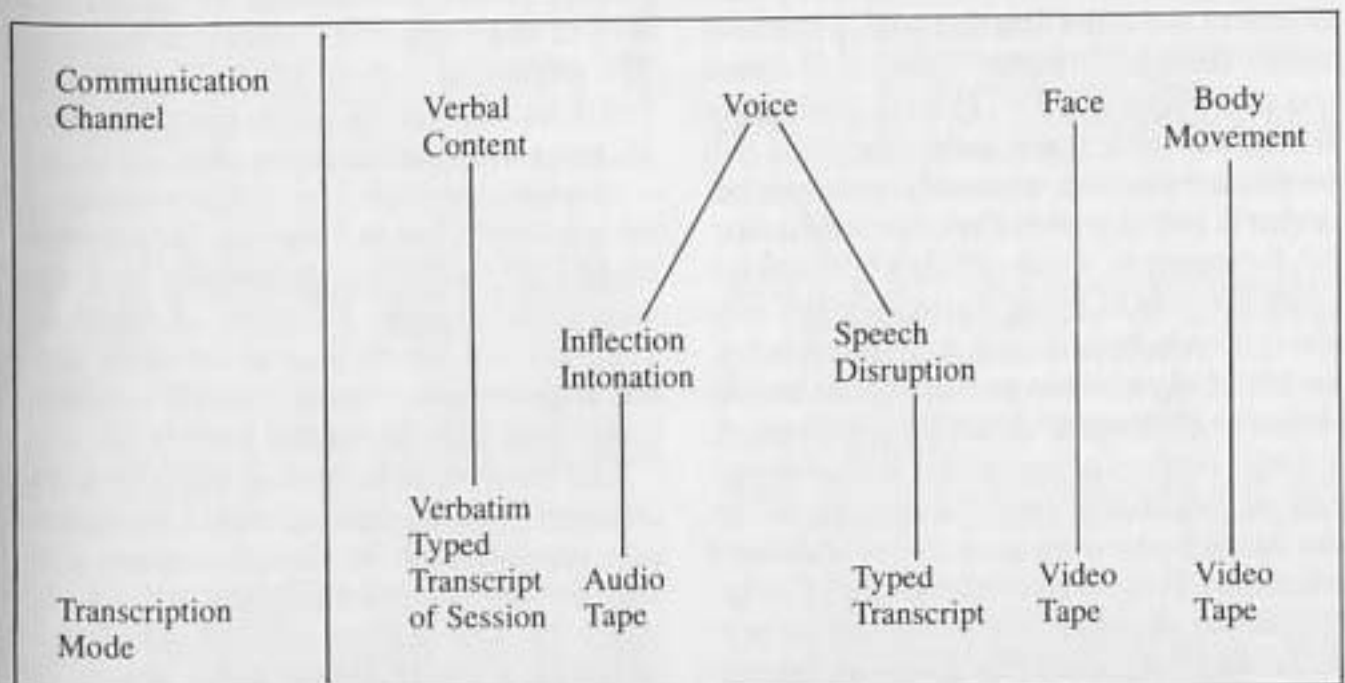 Communication
Channel
Verbal
Content
Voice
Face
Body
Movement
Inflection
Intonation
Speech
Disruption
Transcription
Mode
Verbatim
Typed
Transcript
of Session
Audio
Tape
Typed
Transcript
Video
Tape
Video
Tape